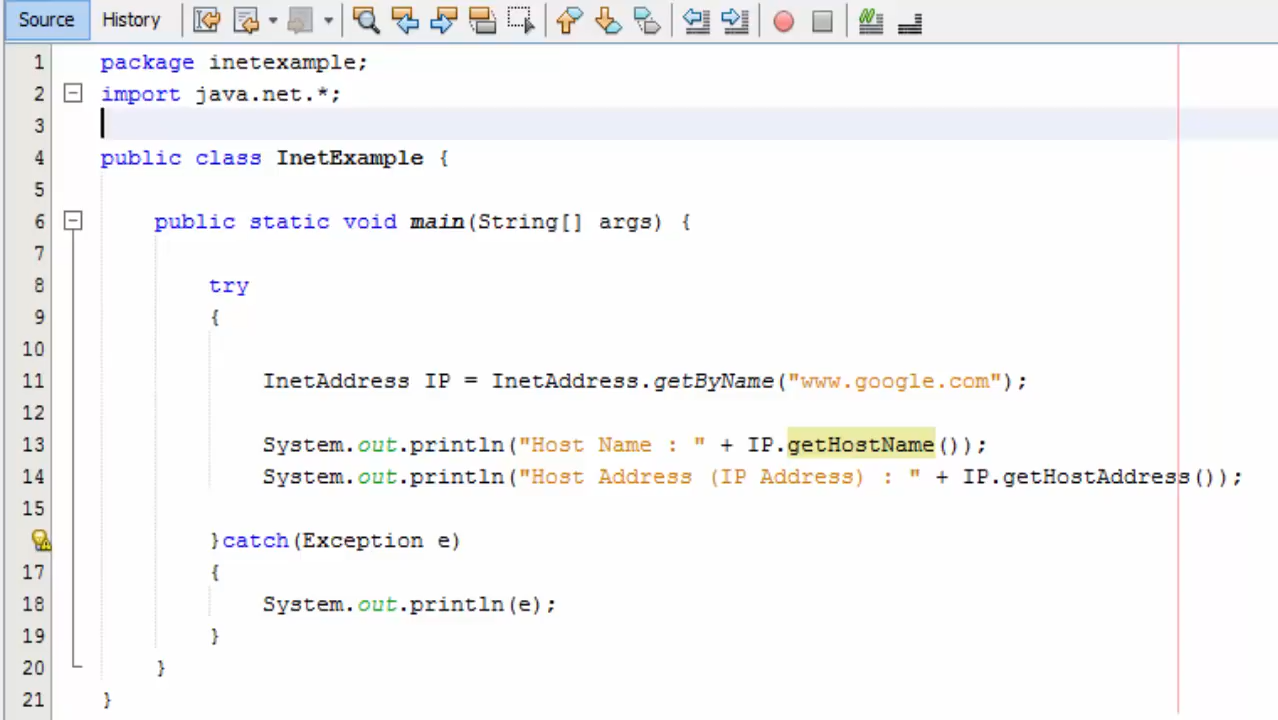 Source History
1 package inetexample;
2 import java.net.*;
3
4 public class InetExample {
5
6 public static void main(String[] args) {
7
8 try
9 {
10
11 InetAddress IP = InetAddress.getByName("www.google.com");
12
13 System.out.println("Host Name : " + IP.getHostName());
14 System.out.println("Host Address (IP Address) : " + IP.getHostAddress());
15
}catch(Exception e)
17 {
18 System.out.println(e);
19 }
20 }
21 }